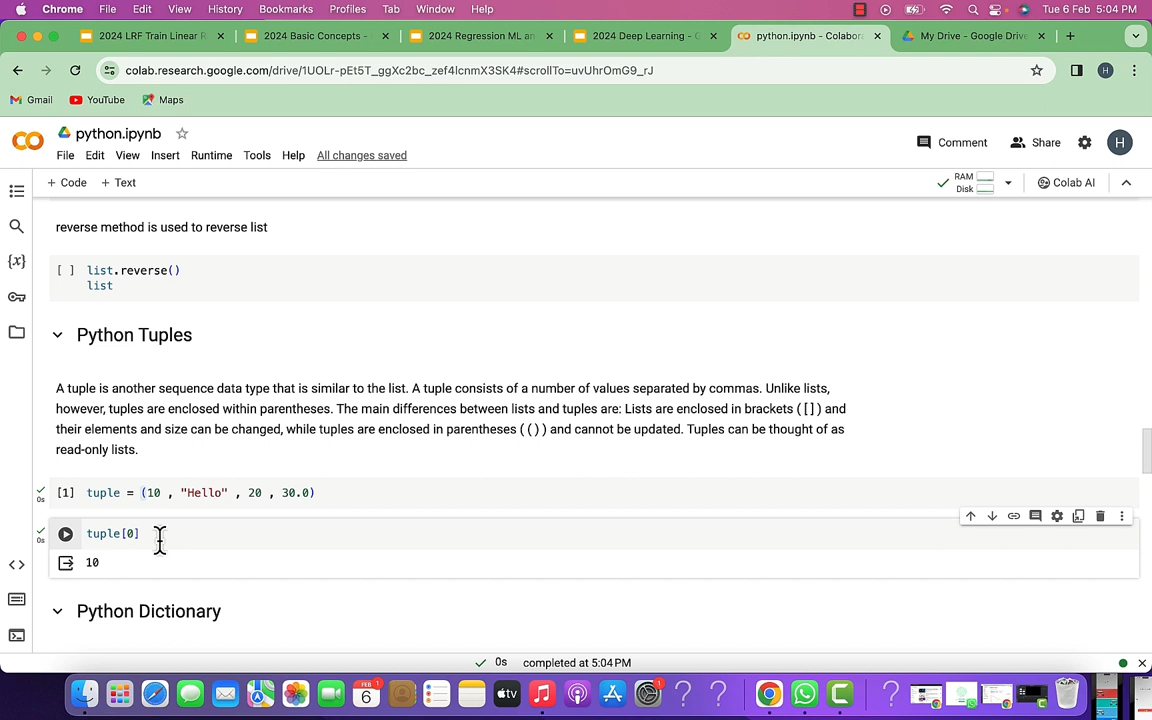 Chrome File Edit View History Bookmarks Profiles Tab Window Help Tue 6 Feb 5:04 PM
2024 LRF Train Linear R
2024 Basic Concepts -
2024 Regression ML an
2024 Deep Learning - G
python.ipynb - Colabora
My Drive - Google Drive
colab.research.google.com/drive/1UOLr-pEt5T_ggXc2bc_zef4lcnmX3SK4#scrollTo=uvUhrOmG9_rJ
H
Gmail YouTube Maps
python.ipynb
Comment Share H
File Edit View Insert Runtime Tools Help All changes saved
+ Code + Text
RAM
Disk
Colab AI
reverse method is used to reverse list
[ ] list.reverse()
list
Python Tuples
A tuple is another sequence data type that is similar to the list. A tuple consists of a number of values separated by commas. Unlike lists,
however, tuples are enclosed within parentheses. The main differences between lists and tuples are: Lists are enclosed in brackets ([]) and
their elements and size can be changed, while tuples are enclosed in parentheses (()) and cannot be updated. Tuples can be thought of as
read-only lists.
[1] tuple = (10 , "Hello" , 20 , 30.0)
0s
tuple[0]
0s
10
Python Dictionary
0s completed at 5:04 PM
FEB
6
1
tv
1